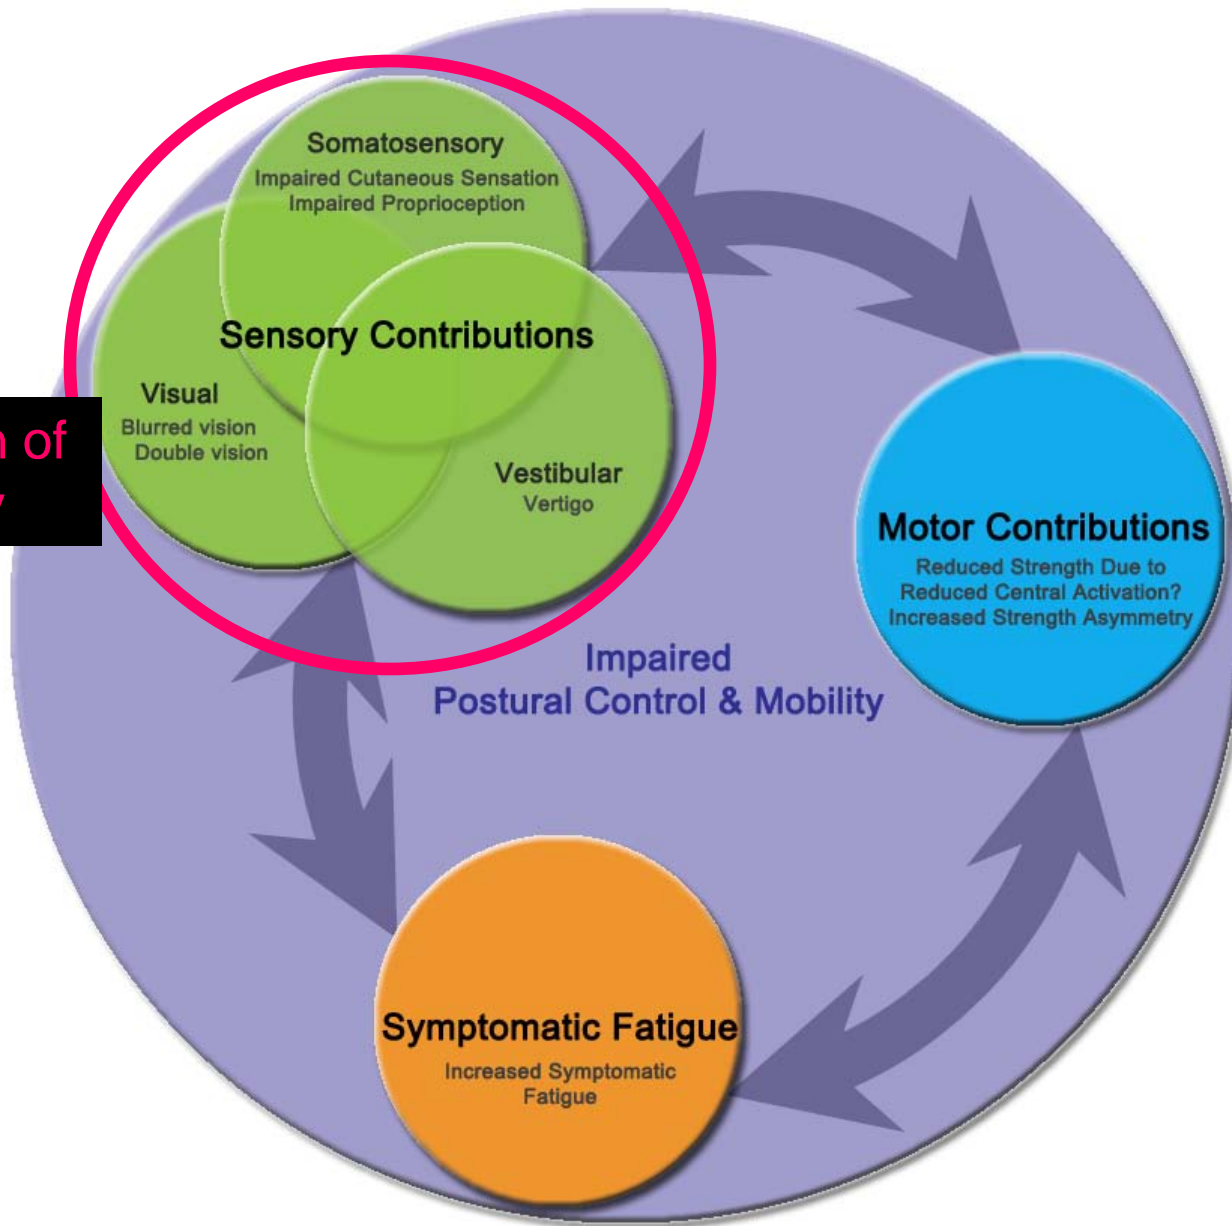 Somatosensory
Impaired Cutaneous Sensation
Impaired Proprioception
Sensory Contributions
Visual
Blurred vision
Double vision
of
Vestibular
Vertigo
Motor Contributions
Reduced Strength Due to
Reduced Central Activation?
Increased Strength Asymmetry
Impaired
Postural Control & Mobility
Symptomatic Fatigue
Increased Symptomatic
Fatigue